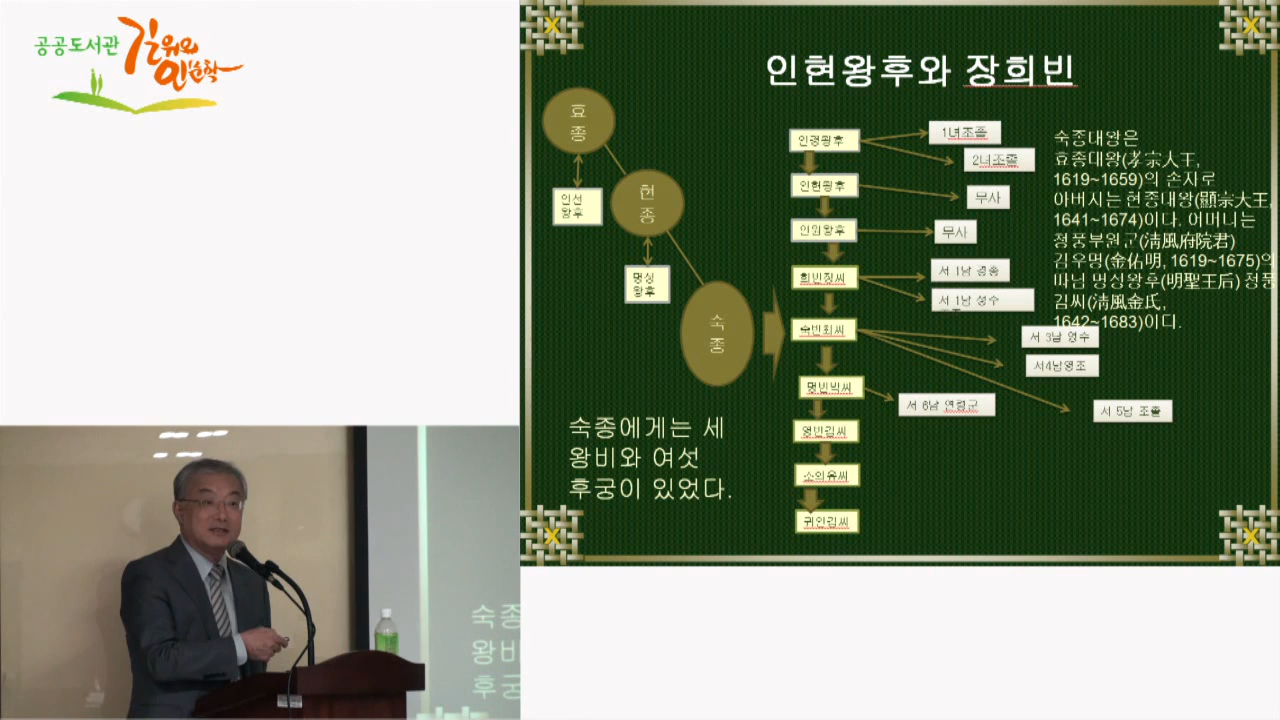 공공도서관
길 위의
인문학
인현왕후와 장희빈
효
종
인선
왕후
현
종
명성
왕후
숙
종
인경왕후
1녀조졸
2녀조졸
인현왕후
무사
인원왕후
무사
희빈장씨
서 1남 경종
서 1남 성수
숙빈최씨
서 3남 영수
서4남영조
서 5남 조졸
명빈박씨
서 6남 연령군
영빈김씨
소의유씨
귀인김씨
숙종대왕은
효종대왕(孝宗大王,
1619~1659)의 손자로
아버지는 현종대왕(顯宗大王,
1641~1674)이다. 어머니는
청풍부원군(淸風府院君)
김우명(金佑明, 1619~1675)의
따님 명성왕후(明聖王后) 청풍
김씨(淸風金氏,
1642~1683)이다.
숙종에게는 세
왕비와 여섯
후궁이 있었다.
숙종
왕비
후궁